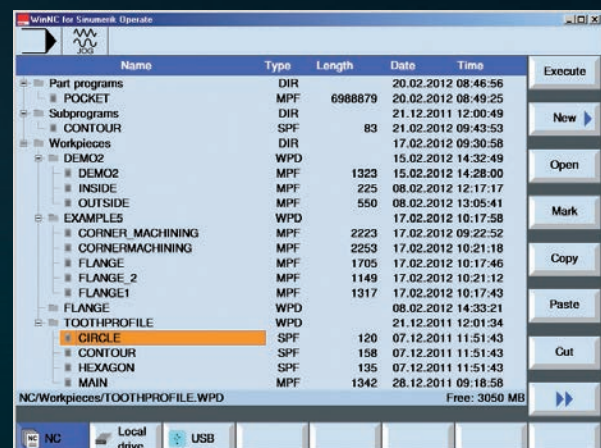 WinNC for Sinumerik Operate
JOG
Name Type Length Date Time
Part programs DIR 20.02.2012 08:46:56
POCKET MPF 6988879 20.02.2012 08:49:25
Subprograms DIR 21.12.2011 12:00:49
CONTOUR SPF 83 21.02.2012 09:43:53
Workpieces DIR 17.02.2012 09:30:58
DEMO2 WPD 15.02.2012 14:32:49
DEMO2 MPF 1323 15.02.2012 14:28:00
INSIDE MPF 225 08.02.2012 12:17:17
OUTSIDE MPF 550 08.02.2012 13:05:41
EXAMPLE5 WPD 17.02.2012 10:17:58
CORNER_MACHINING MPF 2223 17.02.2012 09:22:52
CORNERMACHINING MPF 2253 17.02.2012 10:21:18
FLANGE MPF 1705 17.02.2012 10:17:46
FLANGE_2 MPF 1149 17.02.2012 10:21:12
FLANGE1 MPF 1317 17.02.2012 10:17:43
FLANGE WPD 08.02.2012 14:33:21
TOOTHPROFILE WPD 21.12.2011 12:01:34
CIRCLE SPF 120 07.12.2011 11:51:43
CONTOUR SPF 158 07.12.2011 11:51:43
HEXAGON SPF 135 07.12.2011 11:51:43
MAIN MPF 1342 28.12.2011 09:18:58
NC/Workpieces/TOOTHPROFILE.WPD Free: 3050 MB
Execute
New
Open
Mark
Copy
Paste
Cut
NC NC
Local
drive
USB